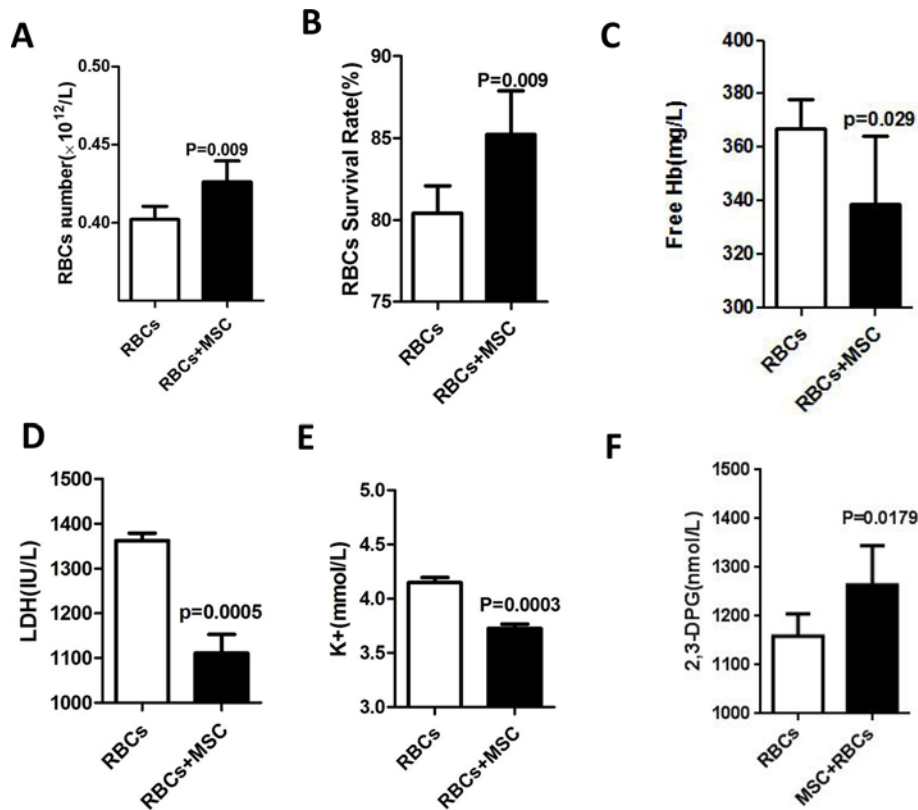 A
RBCs number(× 10¹²/L)
0.50
0.45
0.40
P=0.009
RBCs
RBCs+MSC
B
RBCs Survival Rate(%)
90
85
80
75
P=0.009
RBCs
RBCs+MSC
C
Free Hb(mg/L)
400
380
360
340
320
300
p=0.029
RBCs
RBCs+MSC
D
LDH(IU/L)
1500
1400
1300
1200
1100
1000
p=0.0005
RBCs
RBCs+MSC
E
K+(mmol/L)
5.0
4.5
4.0
3.5
3.0
P=0.0003
RBCs
RBCs+MSC
F
2,3-DPG(nmol/L)
1500
1400
1300
1200
1100
1000
P=0.0179
RBCs
MSC+RBCs